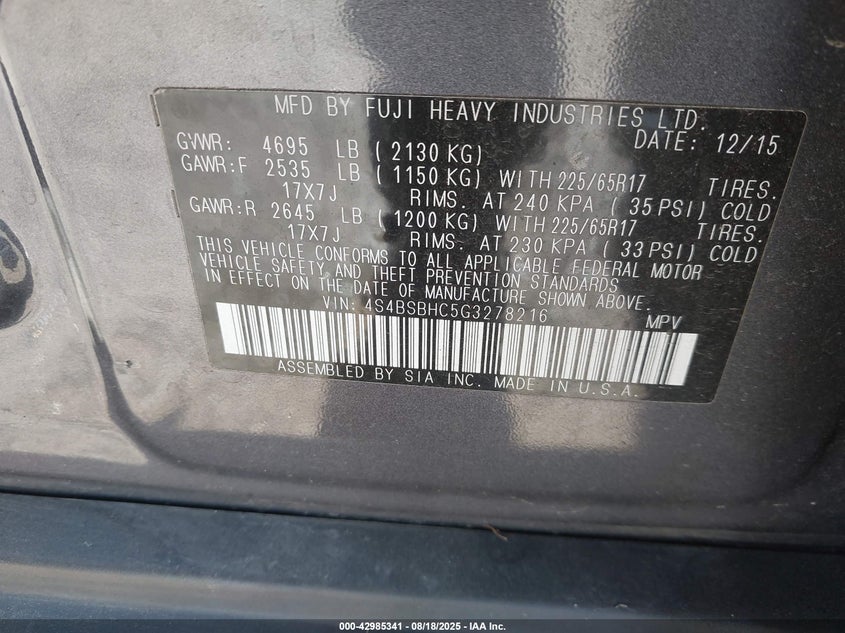 MFD BY FUJI HEAVY INDUSTRIES LTD.
DATE: 12/15
GVWR: 4695 LB ( 2130 KG)
GAWR:F 2535 LB ( 1150 KG) WITH 225/65R17 TIRES.
17X7J RIMS. AT 240 KPA ( 35 PSI) COLD
GAWR:R 2645 LB ( 1200 KG) WITH 225/65R17 TIRES.
17X7J RIMS. AT 230 KPA ( 33 PSI) COLD
THIS VEHICLE CONFORMS TO ALL APPLICABLE FEDERAL MOTOR
VEHICLE SAFETY, AND THEFT PREVENTION STANDARDS
IN EFFECT ON THE DATE OF MANUFACTURE SHOWN ABOVE.
VIN: 4S4BSBHC5G3278216 MPV
ASSEMBLED BY SIA INC. MADE IN U.S.A.
000-42985341 - 08/18/2025 - IAA Inc.